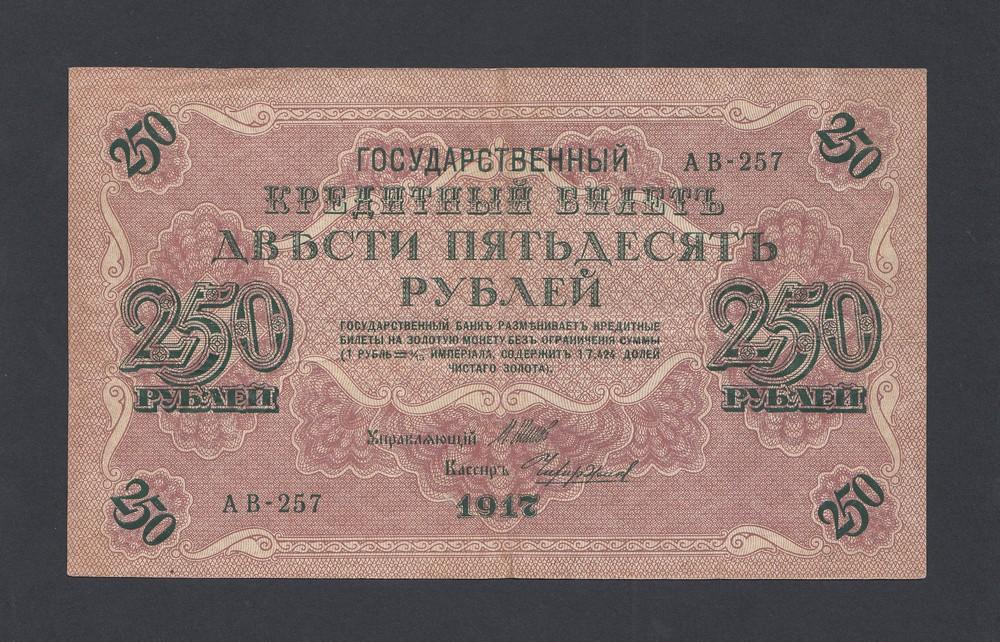 250
250
ГОСУДАРСТВЕННЫЙ АВ-257
КРЕДИТНЫЙ БИЛЕТЪ
ДВѢСТИ ПЯТЬДЕСЯТЪ
РУБЛЕЙ
250 РУБЛЕЙ
250 РУБЛЕЙ
ГОСУДАРСТВЕННЫЙ БАНКЪ РАЗМѢНИВАЕТЪ КРЕДИТНЫЕ
БИЛЕТЫ НА ЗОЛОТУЮ МОНЕТУ БЕЗЪ ОГРАНИЧЕНІЯ СУММЫ
(1 РУБЛЬ = 1/15 ИМПЕРІАЛА, СОДЕРЖИТЪ 17,424 ДОЛЕЙ
ЧИСТАГО ЗОЛОТА).
Управляющій
Кассиръ
АВ-257
1917
250
250